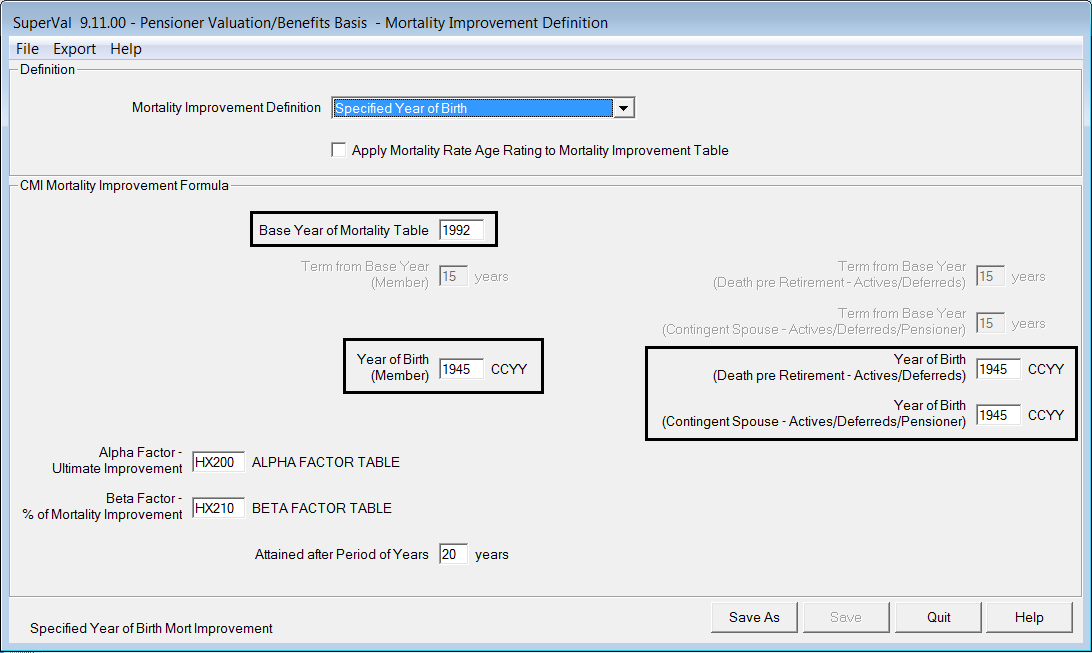 SuperVal 9.11.00 - Pensioner Valuation/Benefits Basis - Mortality Improvement Definition
File Export Help
Definition
Mortality Improvement Definition Specified Year of Birth
Apply Mortality Rate Age Rating to Mortality Improvement Table
CMI Mortality Improvement Formula
Base Year of Mortality Table 1992
Term from Base Year
(Member) 15 years
Term from Base Year
(Death pre Retirement - Actives/Deferreds) 15 years
Term from Base Year
(Contingent Spouse - Actives/Deferreds/Pensioner) 15 years
Year of Birth
(Member) 1945 CCYY
Year of Birth
(Death pre Retirement - Actives/Deferreds) 1945 CCYY
Year of Birth
(Contingent Spouse - Actives/Deferreds/Pensioner) 1945 CCYY
Alpha Factor -
Ultimate Improvement HX200 ALPHA FACTOR TABLE
Beta Factor -
% of Mortality Improvement HX210 BETA FACTOR TABLE
Attained after Period of Years 20 years
Save As Save Quit Help
Specified Year of Birth Mort Improvement